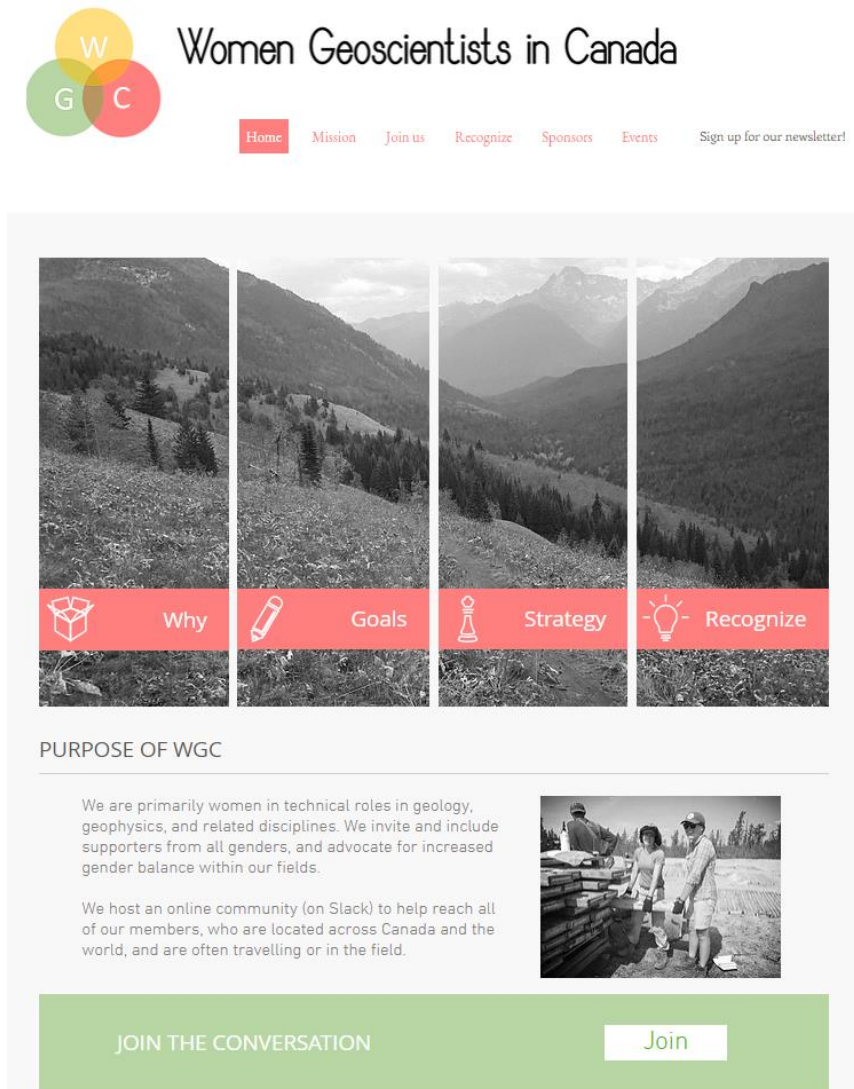 W
G C
Women Geoscientists in Canada
Home Mission Join us Recognize Sponsors Events Sign up for our newsletter!
Why Goals Strategy Recognize
PURPOSE OF WGC
We are primarily women in technical roles in geology,
geophysics, and related disciplines. We invite and include
supporters from all genders, and advocate for increased
gender balance within our fields.
We host an online community (on Slack) to help reach all
of our members, who are located across Canada and the
world, and are often travelling or in the field.
JOIN THE CONVERSATION Join